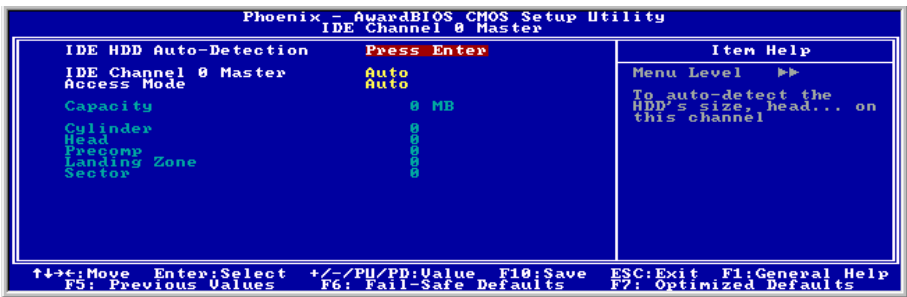 Phoenix - AwardBIOS CMOS Setup Utility
IDE Channel 0 Master
IDE HDD Auto-Detection Press Enter
IDE Channel 0 Master Auto
Access Mode Auto
Capacity 0 MB
Cylinder 0
Head 0
Precomp 0
Landing Zone 0
Sector 0
Item Help
Menu Level ▶▶
To auto-detect the
HDD's size, head... on
this channel
↑↓→←:Move Enter:Select +/-/PU/PD:Value F10:Save ESC:Exit F1:General Help
F5: Previous Values F6: Fail-Safe Defaults F7: Optimized Defaults